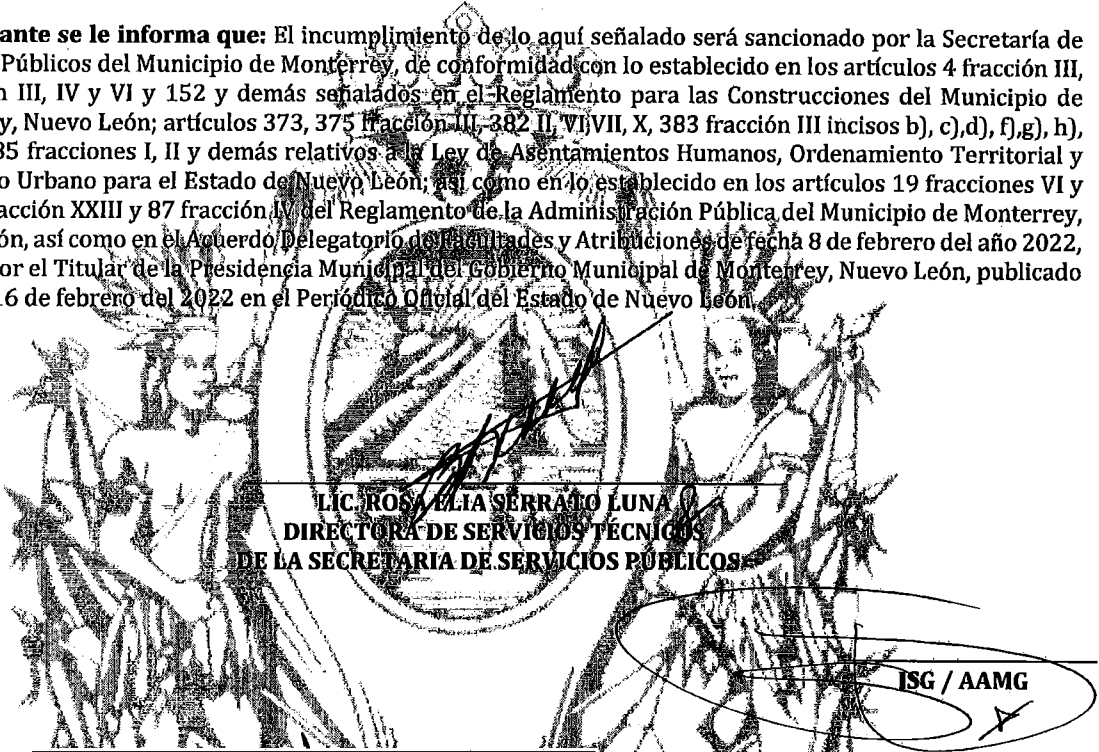 ante se le informa que: El incumplimiento de lo aquí señalado será sancionado por la Secretaría de
Públicos del Municipio de Monterrey, de conformidad con lo establecido en los artículos 4 fracción III,
n III, IV y VI y 152 y demás señalados en el Reglamento para las Construcciones del Municipio de
y, Nuevo León; artículos 373, 375 fracción III, 382 II, VI,VII, X, 383 fracción III incisos b), c),d), f),g), h),
85 fracciones I, II y demás relativos a la Ley de Asentamientos Humanos, Ordenamiento Territorial y
o Urbano para el Estado de Nuevo León; así como en lo establecido en los artículos 19 fracciones VI y
acción XXIII y 87 fracción IV del Reglamento de la Administración Pública del Municipio de Monterrey,
ón, así como en el Acuerdo Delegatorio de Facultades y Atribuciones de fecha 8 de febrero del año 2022,
or el Titular de la Presidencia Municipal del Gobierno Municipal de Monterrey, Nuevo León, publicado
16 de febrero del 2022 en el Periódico Oficial del Estado de Nuevo León.
LIC. ROSA ELIA SERRATO LUNA
DIRECTORA DE SERVICIOS TÉCNICOS
DE LA SECRETARIA DE SERVICIOS PÚBLICOS
JSG / AAMG